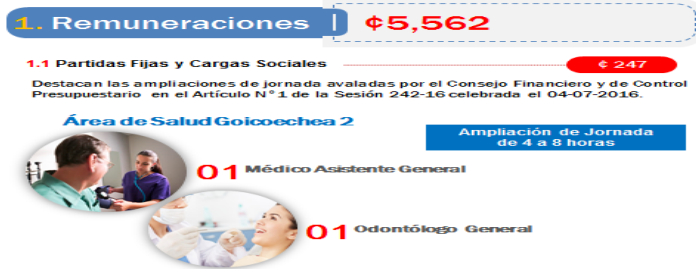 1. Remuneraciones | ¢5,562
1.1 Partidas Fijas y Cargas Sociales ¢ 247
Destacan las ampliaciones de jornada avaladas por el Consejo Financiero y de Control
Presupuestario en el Artículo N°1 de la Sesión 242-16 celebrada el 04-07-2016.
Área de Salud Goicoechea 2
Ampliación de Jornada
de 4 a 8 horas
01 Médico Asistente General
01 Odontólogo General